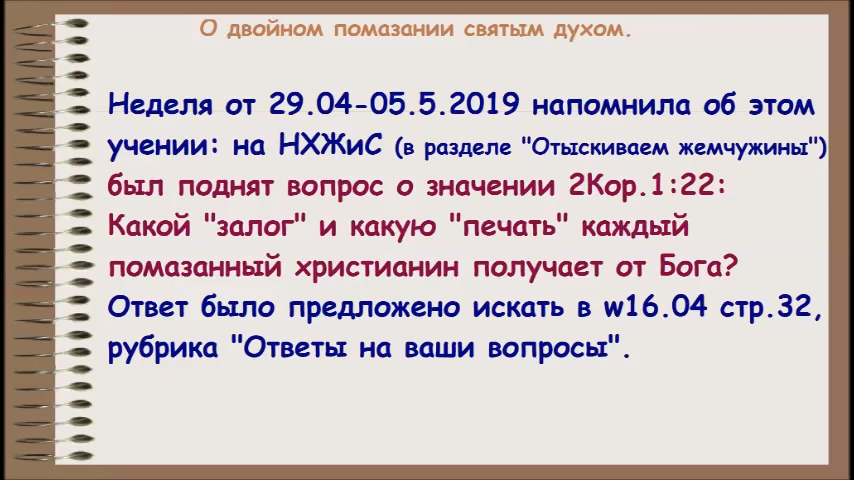 О двойном помазании святым духом.
Неделя от 29.04-05.5.2019 напомнила об этом
учении: на НХЖиС (в разделе "Отыскиваем жемчужины")
был поднят вопрос о значении 2Кор.1:22:
Какой "залог" и какую "печать" каждый
помазанный христианин получает от Бога?
Ответ было предложено искать в w16.04 стр.32,
рубрика "Ответы на ваши вопросы".